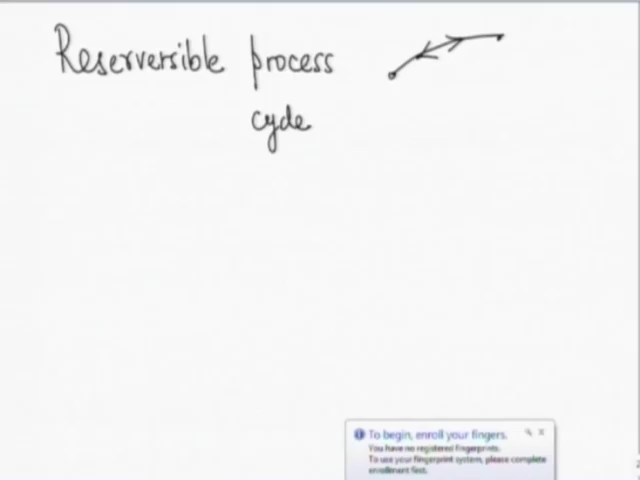 Reserversible process
cycle
To begin, enroll your fingers.
You have no registered fingerprints.
To use your fingerprint system, please complete
enrollment first.